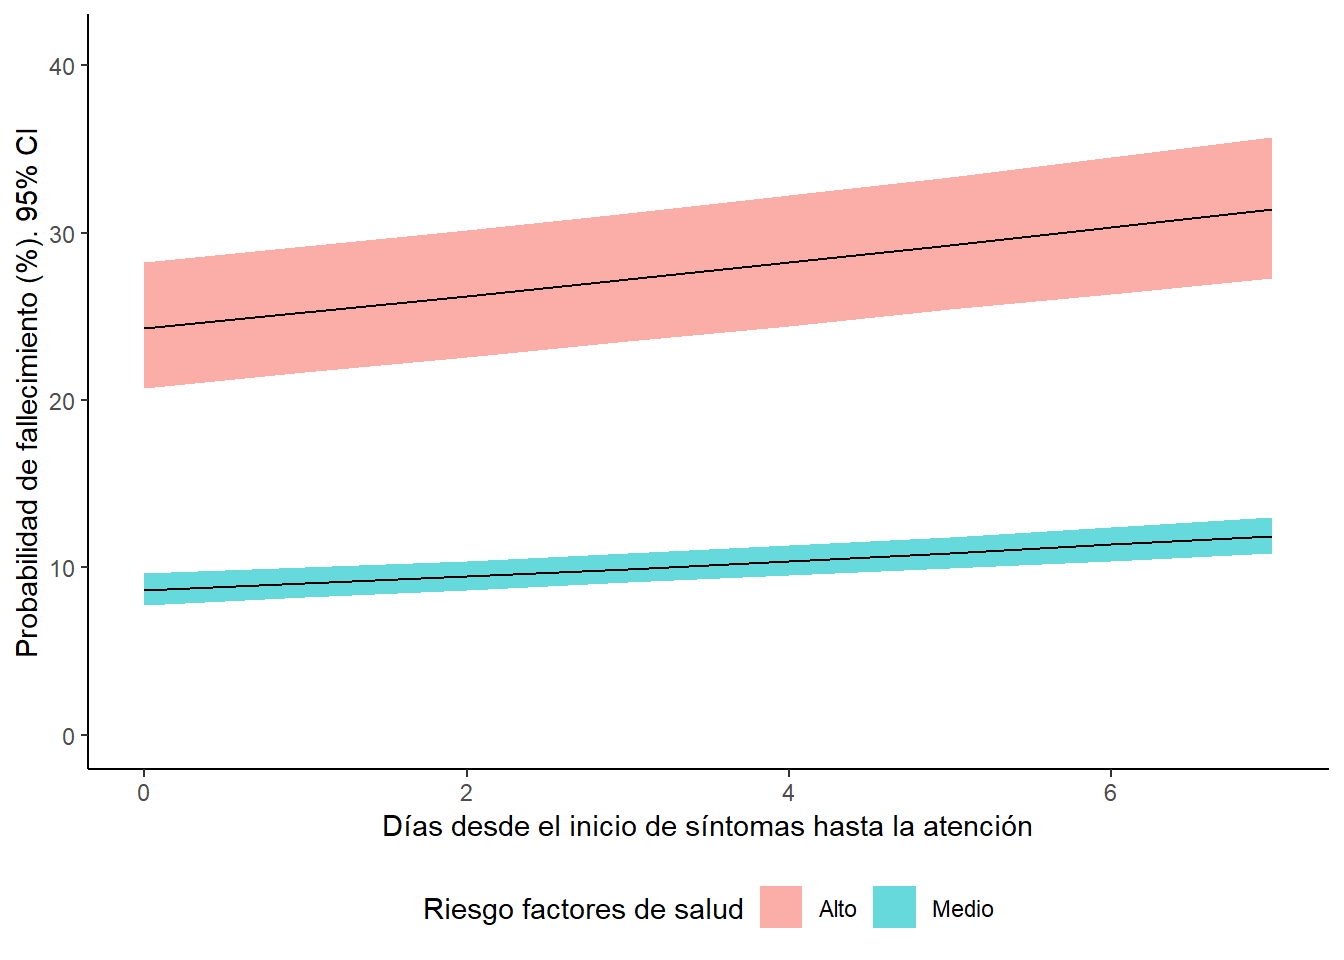 Probabilidad de fallecimiento (%). 95% CI
40
30
20
10
0
0 2 4 6
Días desde el inicio de síntomas hasta la atención
Riesgo factores de salud Alto Medio